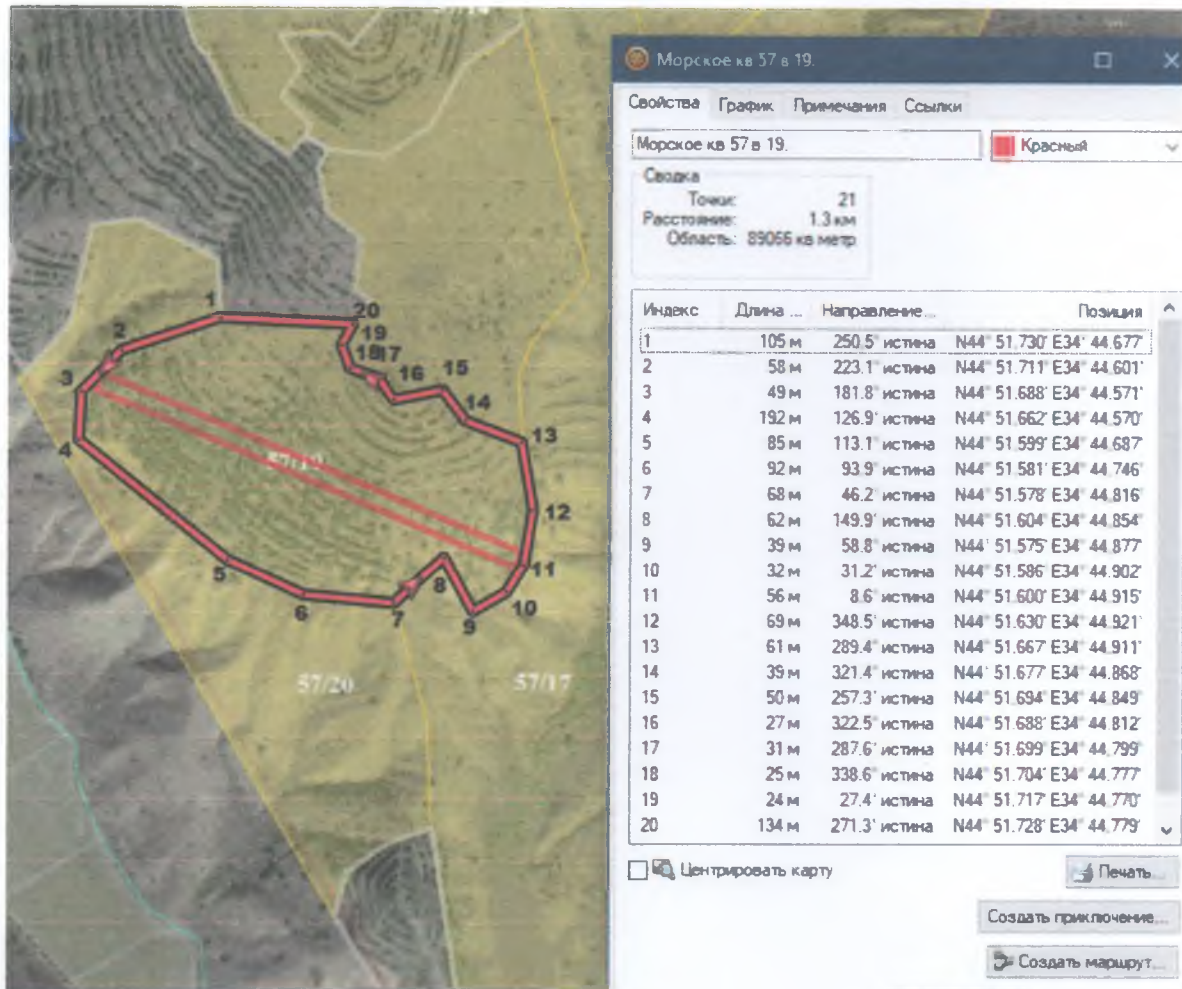 1
20
2
19
18
17
3
16
15
14
4
13
12
5
11
6
7
8
9
10
57/20
57/17
Морское кв 57 в 19.
Свойства График Примечания Ссылки
Морское кв 57 в 19.
Красный
Сводка
Точки: 21
Расстояние: 1.3 км
Область: 89066 кв метр
Индекс Длина ... Направление... Позиция
1 105 м 250.5° истина N44° 51.730' E34° 44.677'
2 58 м 223.1° истина N44° 51.711' E34° 44.601'
3 49 м 181.8° истина N44° 51.688' E34° 44.571'
4 192 м 126.9° истина N44° 51.662' E34° 44.570'
5 85 м 113.1° истина N44° 51.599' E34° 44.687'
6 92 м 93.9° истина N44° 51.581' E34° 44.746'
7 68 м 46.2° истина N44° 51.578' E34° 44.816'
8 62 м 149.9° истина N44° 51.604' E34° 44.854'
9 39 м 58.8° истина N44° 51.575' E34° 44.877'
10 32 м 31.2° истина N44° 51.586' E34° 44.902'
11 56 м 8.6° истина N44° 51.600' E34° 44.915'
12 69 м 348.5° истина N44° 51.630' E34° 44.921'
13 61 м 289.4° истина N44° 51.667' E34° 44.911'
14 39 м 321.4° истина N44° 51.677' E34° 44.868'
15 50 м 257.3° истина N44° 51.694' E34° 44.849'
16 27 м 322.5° истина N44° 51.688' E34° 44.812'
17 31 м 287.6° истина N44° 51.699' E34° 44.799'
18 25 м 338.6° истина N44° 51.704' E34° 44.777'
19 24 м 27.4° истина N44° 51.717' E34° 44.770'
20 134 м 271.3° истина N44° 51.728' E34° 44.779'
Центрировать карту
Печать...
Создать приключение...
Создать маршрут...